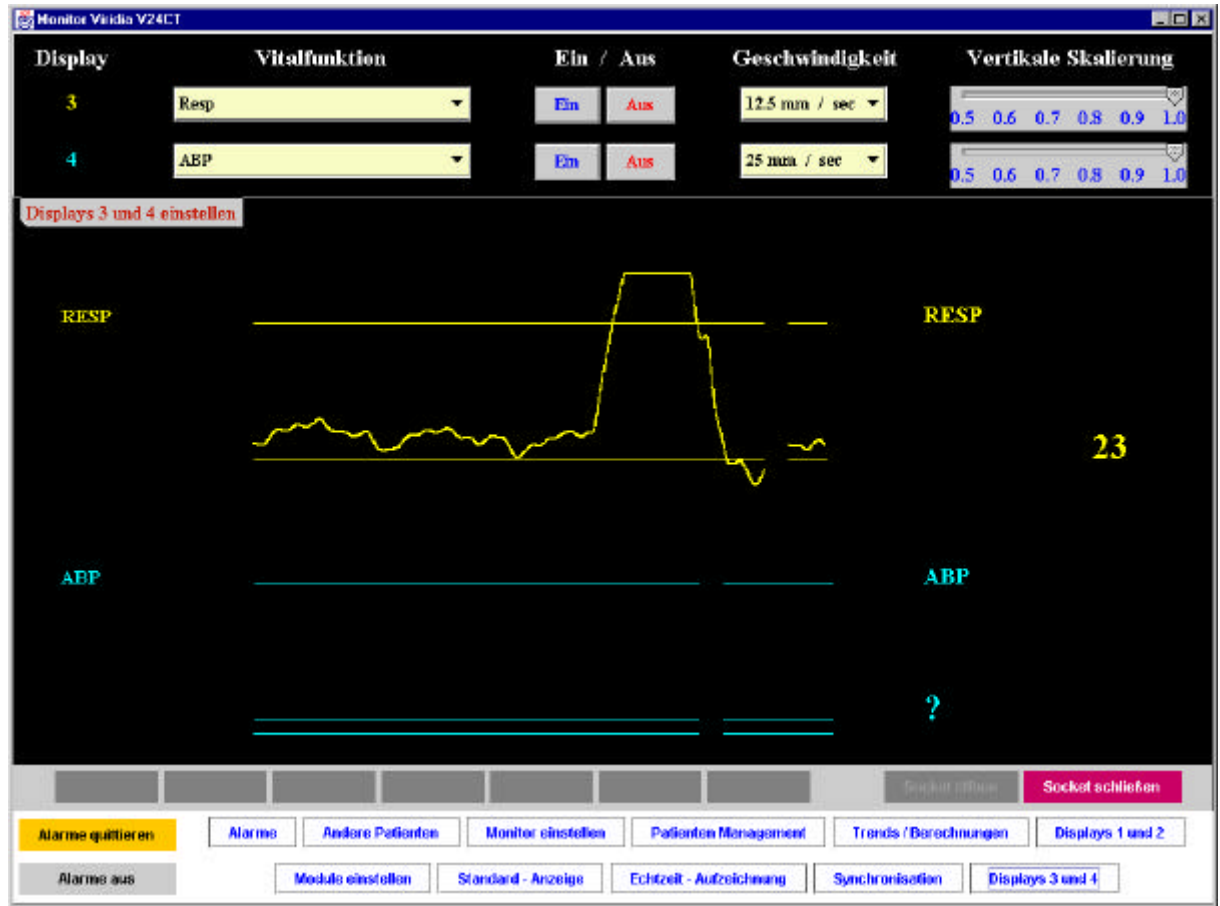 Monitor Viridia V24CT
Display Vitalfunktion Ein / Aus Geschwindigkeit Vertikale Skalierung
3 Resp Ein Aus 12.5 mm / sec
0.5 0.6 0.7 0.8 0.9 1.0
4 ABP Ein Aus 25 mm / sec
0.5 0.6 0.7 0.8 0.9 1.0
Displays 3 und 4 einstellen
RESP RESP
23
ABP ABP
?
Socket öffnen Socket schließen
Alarme quittieren Alarme Andere Patienten Monitor einstellen Patienten Management Trends / Berechnungen Displays 1 und 2
Alarme aus Module einstellen Standard - Anzeige Echtzeit - Aufzeichnung Synchronisation Displays 3 und 4